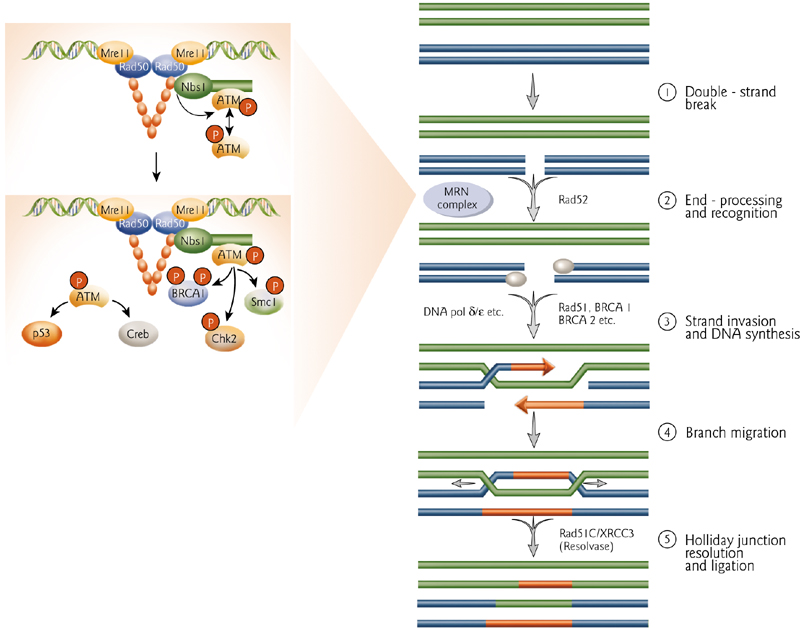 Mre11
Mre11
Rad50
Rad50
Nbs1
ATM
P
P
ATM
Mre11
Mre11
Rad50
Rad50
Nbs1
ATM
P
P
P
P
BRCA1
Smc1
P
ATM
P
p53
Creb
Chk2
1 Double - strand
break
MRN
complex
Rad52
2 End - processing
and recognition
DNA pol δ/ε etc.
Rad51, BRCA 1
BRCA 2 etc.
3 Strand invasion
and DNA synthesis
4 Branch migration
Rad51C/XRCC3
(Resolvase)
5 Holliday junction
resolution
and ligation